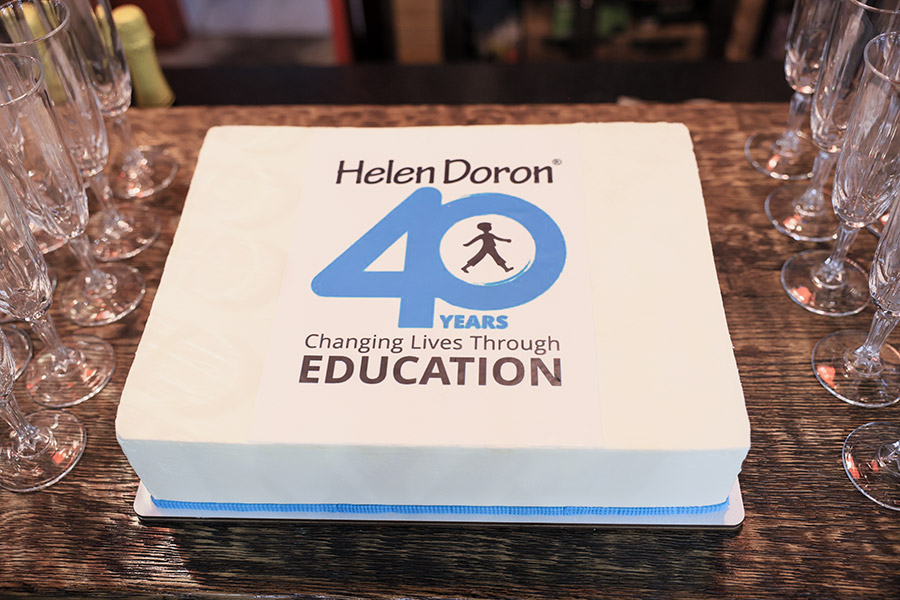 Helen Doron®
40
YEARS
Changing Lives Through
EDUCATION